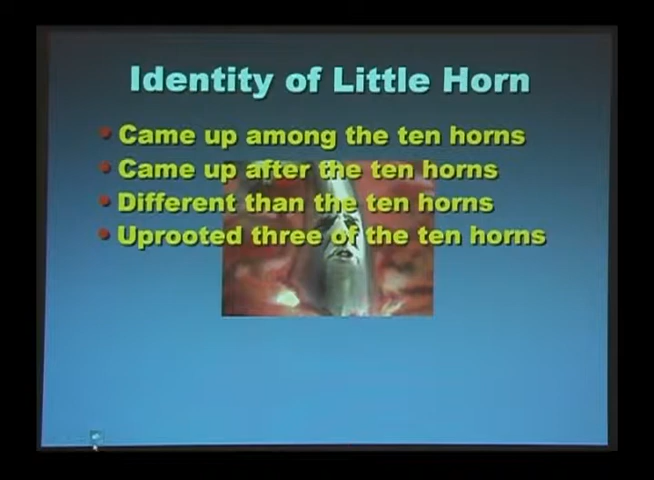 Identity of Little Horn
• Came up among the ten horns
• Came up after the ten horns
• Different than the ten horns
• Uprooted three of the ten horns